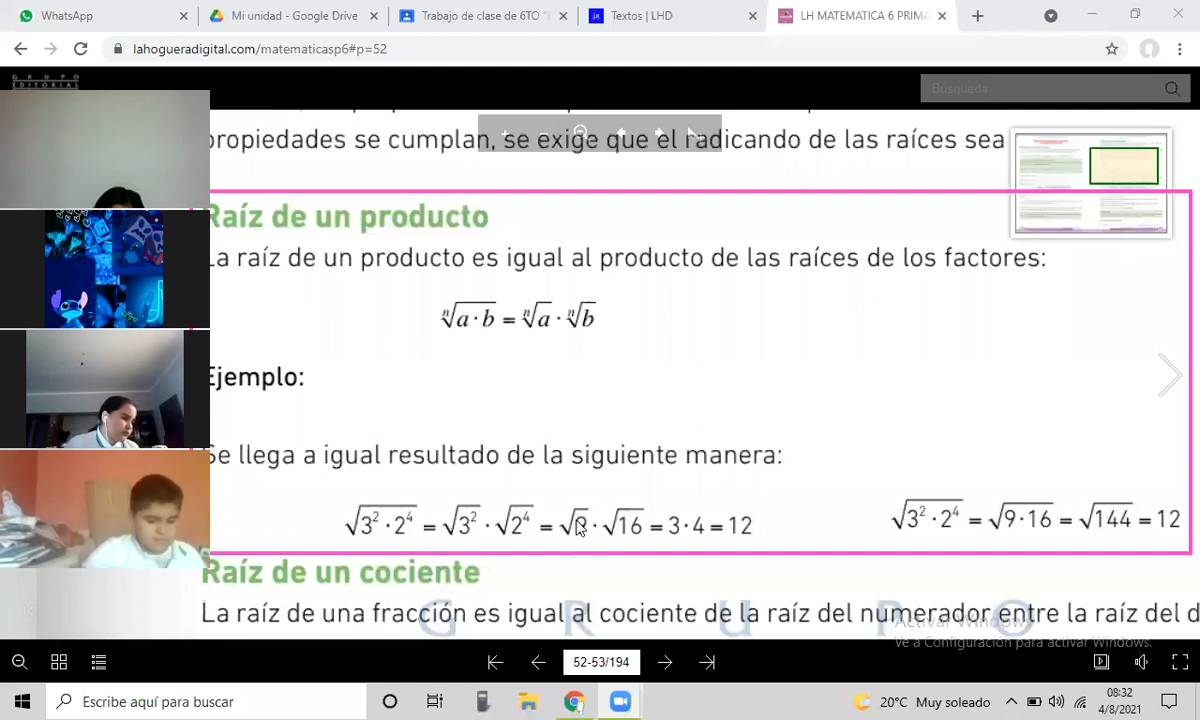 WhatsApp
Mi unidad - Google Drive
Trabajo de clase de 6TO "
Textos | LHD
LH MATEMATICA 6 PRIMA
lahogueradigital.com/matematicasp6#p=52
GRUPO
EDITORIAL
Búsqueda
propiedades se cumplan, se exige que el radicando de las raíces sea
Raíz de un producto
La raíz de un producto es igual al producto de las raíces de los factores:
ⁿ√(a · b) = ⁿ√a · ⁿ√b
Ejemplo:
Se llega a igual resultado de la siguiente manera:
√(3² · 2⁴) = √3² · √2⁴ = √9 · √16 = 3 · 4 = 12
√(3² · 2⁴) = √(9 · 16) = √144 = 12
Raíz de un cociente
La raíz de una fracción es igual al cociente de la raíz del numerador entre la raíz del d
GRUPO
Activar Windows
Ve a Configuración para activar Windows.
52-53/194
Escribe aquí para buscar
20°C Muy soleado
08:32
4/8/2021